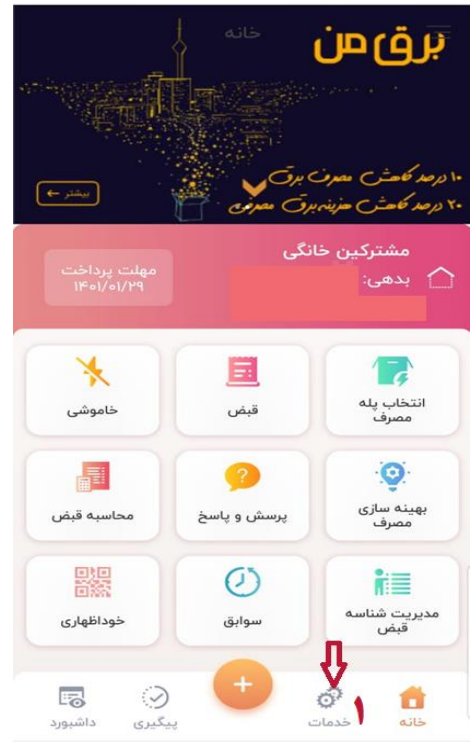 خانه
برق من
۱۰ درصد کاهش مصرف برق
۲۰ درصد کاهش هزینه برق مصرفی
بیشتر ←
مشترکین خانگی
بدهی:
مهلت پرداخت
۱۴۰۱/۰۱/۲۹
انتخاب پله
مصرف
قبض
خاموشی
بهینه سازی
مصرف
پرسش و پاسخ
محاسبه قبض
مدیریت شناسه
قبض
سوابق
خوداظهاری
خانه
۱
خدمات
پیگیری
داشبورد